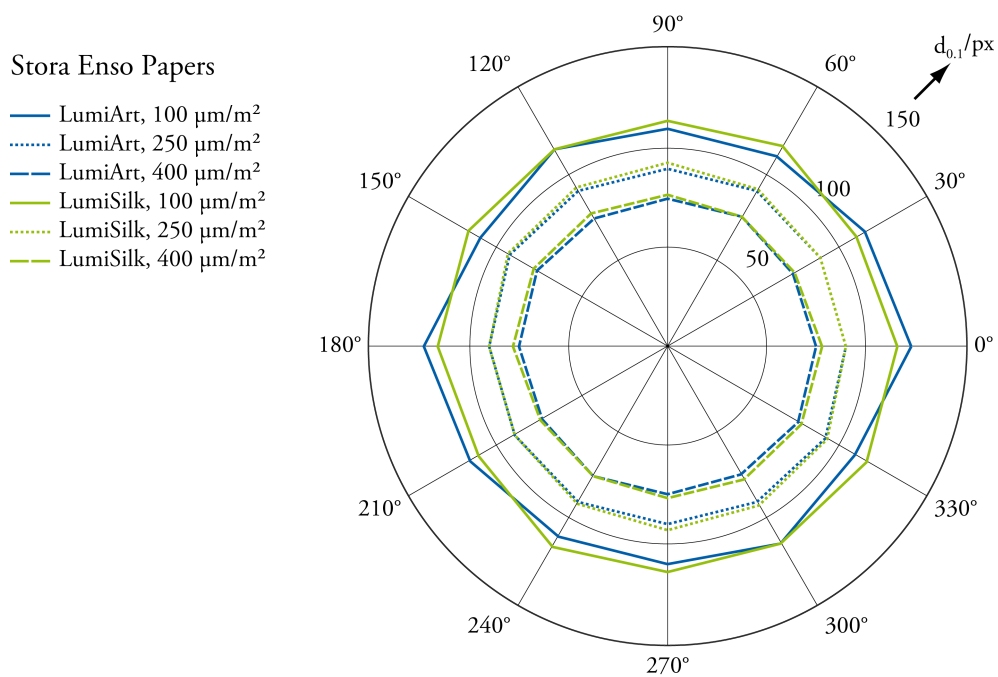 Stora Enso Papers
LumiArt, 100 µm/m²
LumiArt, 250 µm/m²
LumiArt, 400 µm/m²
LumiSilk, 100 µm/m²
LumiSilk, 250 µm/m²
LumiSilk, 400 µm/m²
90°
60°
30°
0°
330°
300°
270°
240°
210°
180°
150°
120°
d0.1/px
150
100
50